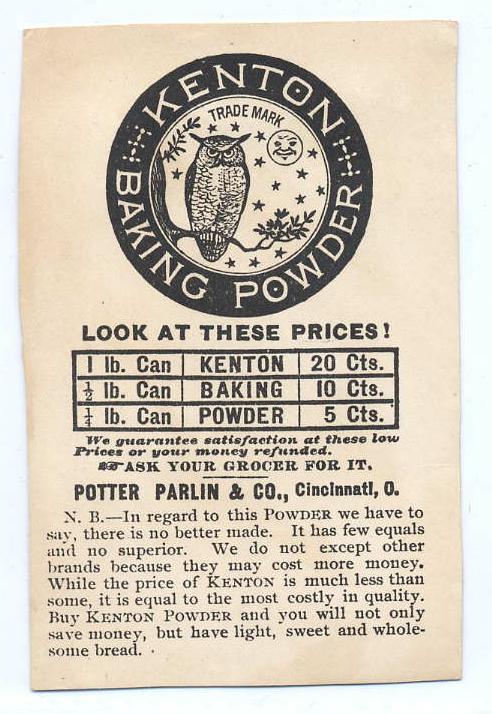 KENTON
TRADE MARK
BAKING POWDER
LOOK AT THESE PRICES!
1 lb. Can KENTON 20 Cts.
½ lb. Can BAKING 10 Cts.
¼ lb. Can POWDER 5 Cts.
We guarantee satisfaction at these low
Prices or your money refunded.
☞ASK YOUR GROCER FOR IT.
POTTER PARLIN & CO., Cincinnati, O.
N. B.—In regard to this POWDER we have to
say, there is no better made. It has few equals
and no superior. We do not except other
brands because they may cost more money.
While the price of KENTON is much less than
some, it is equal to the most costly in quality.
Buy KENTON POWDER and you will not only
save money, but have light, sweet and whole-
some bread.